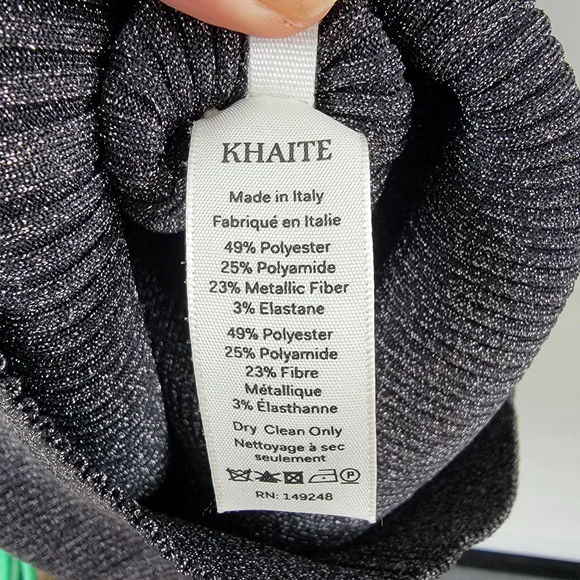 KHAITE
Made in Italy
Fabriqué en Italie
49% Polyester
25% Polyamide
23% Metallic Fiber
3% Elastane
49% Polyester
25% Polyamide
23% Fibre
Métallique
3% Élasthanne
Dry Clean Only
Nettoyage à sec
seulement
P
RN: 149248